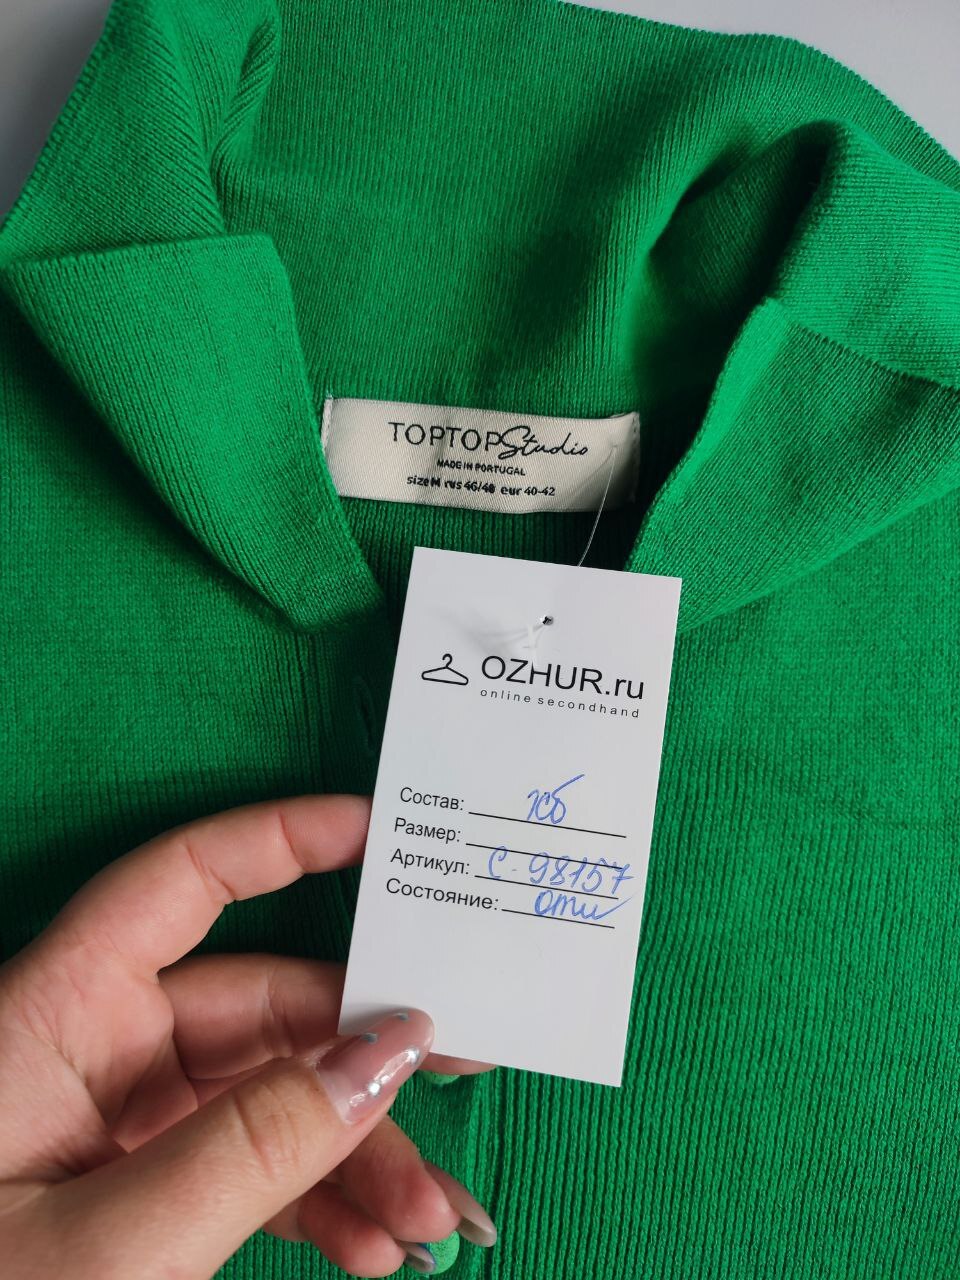 TOPTOP Studio
MADE IN PORTUGAL
size M rus 46/48 eur 40-42
OZHUR.ru
online secondhand
Состав: хб
Размер:
Артикул: С-98157
Состояние: отл